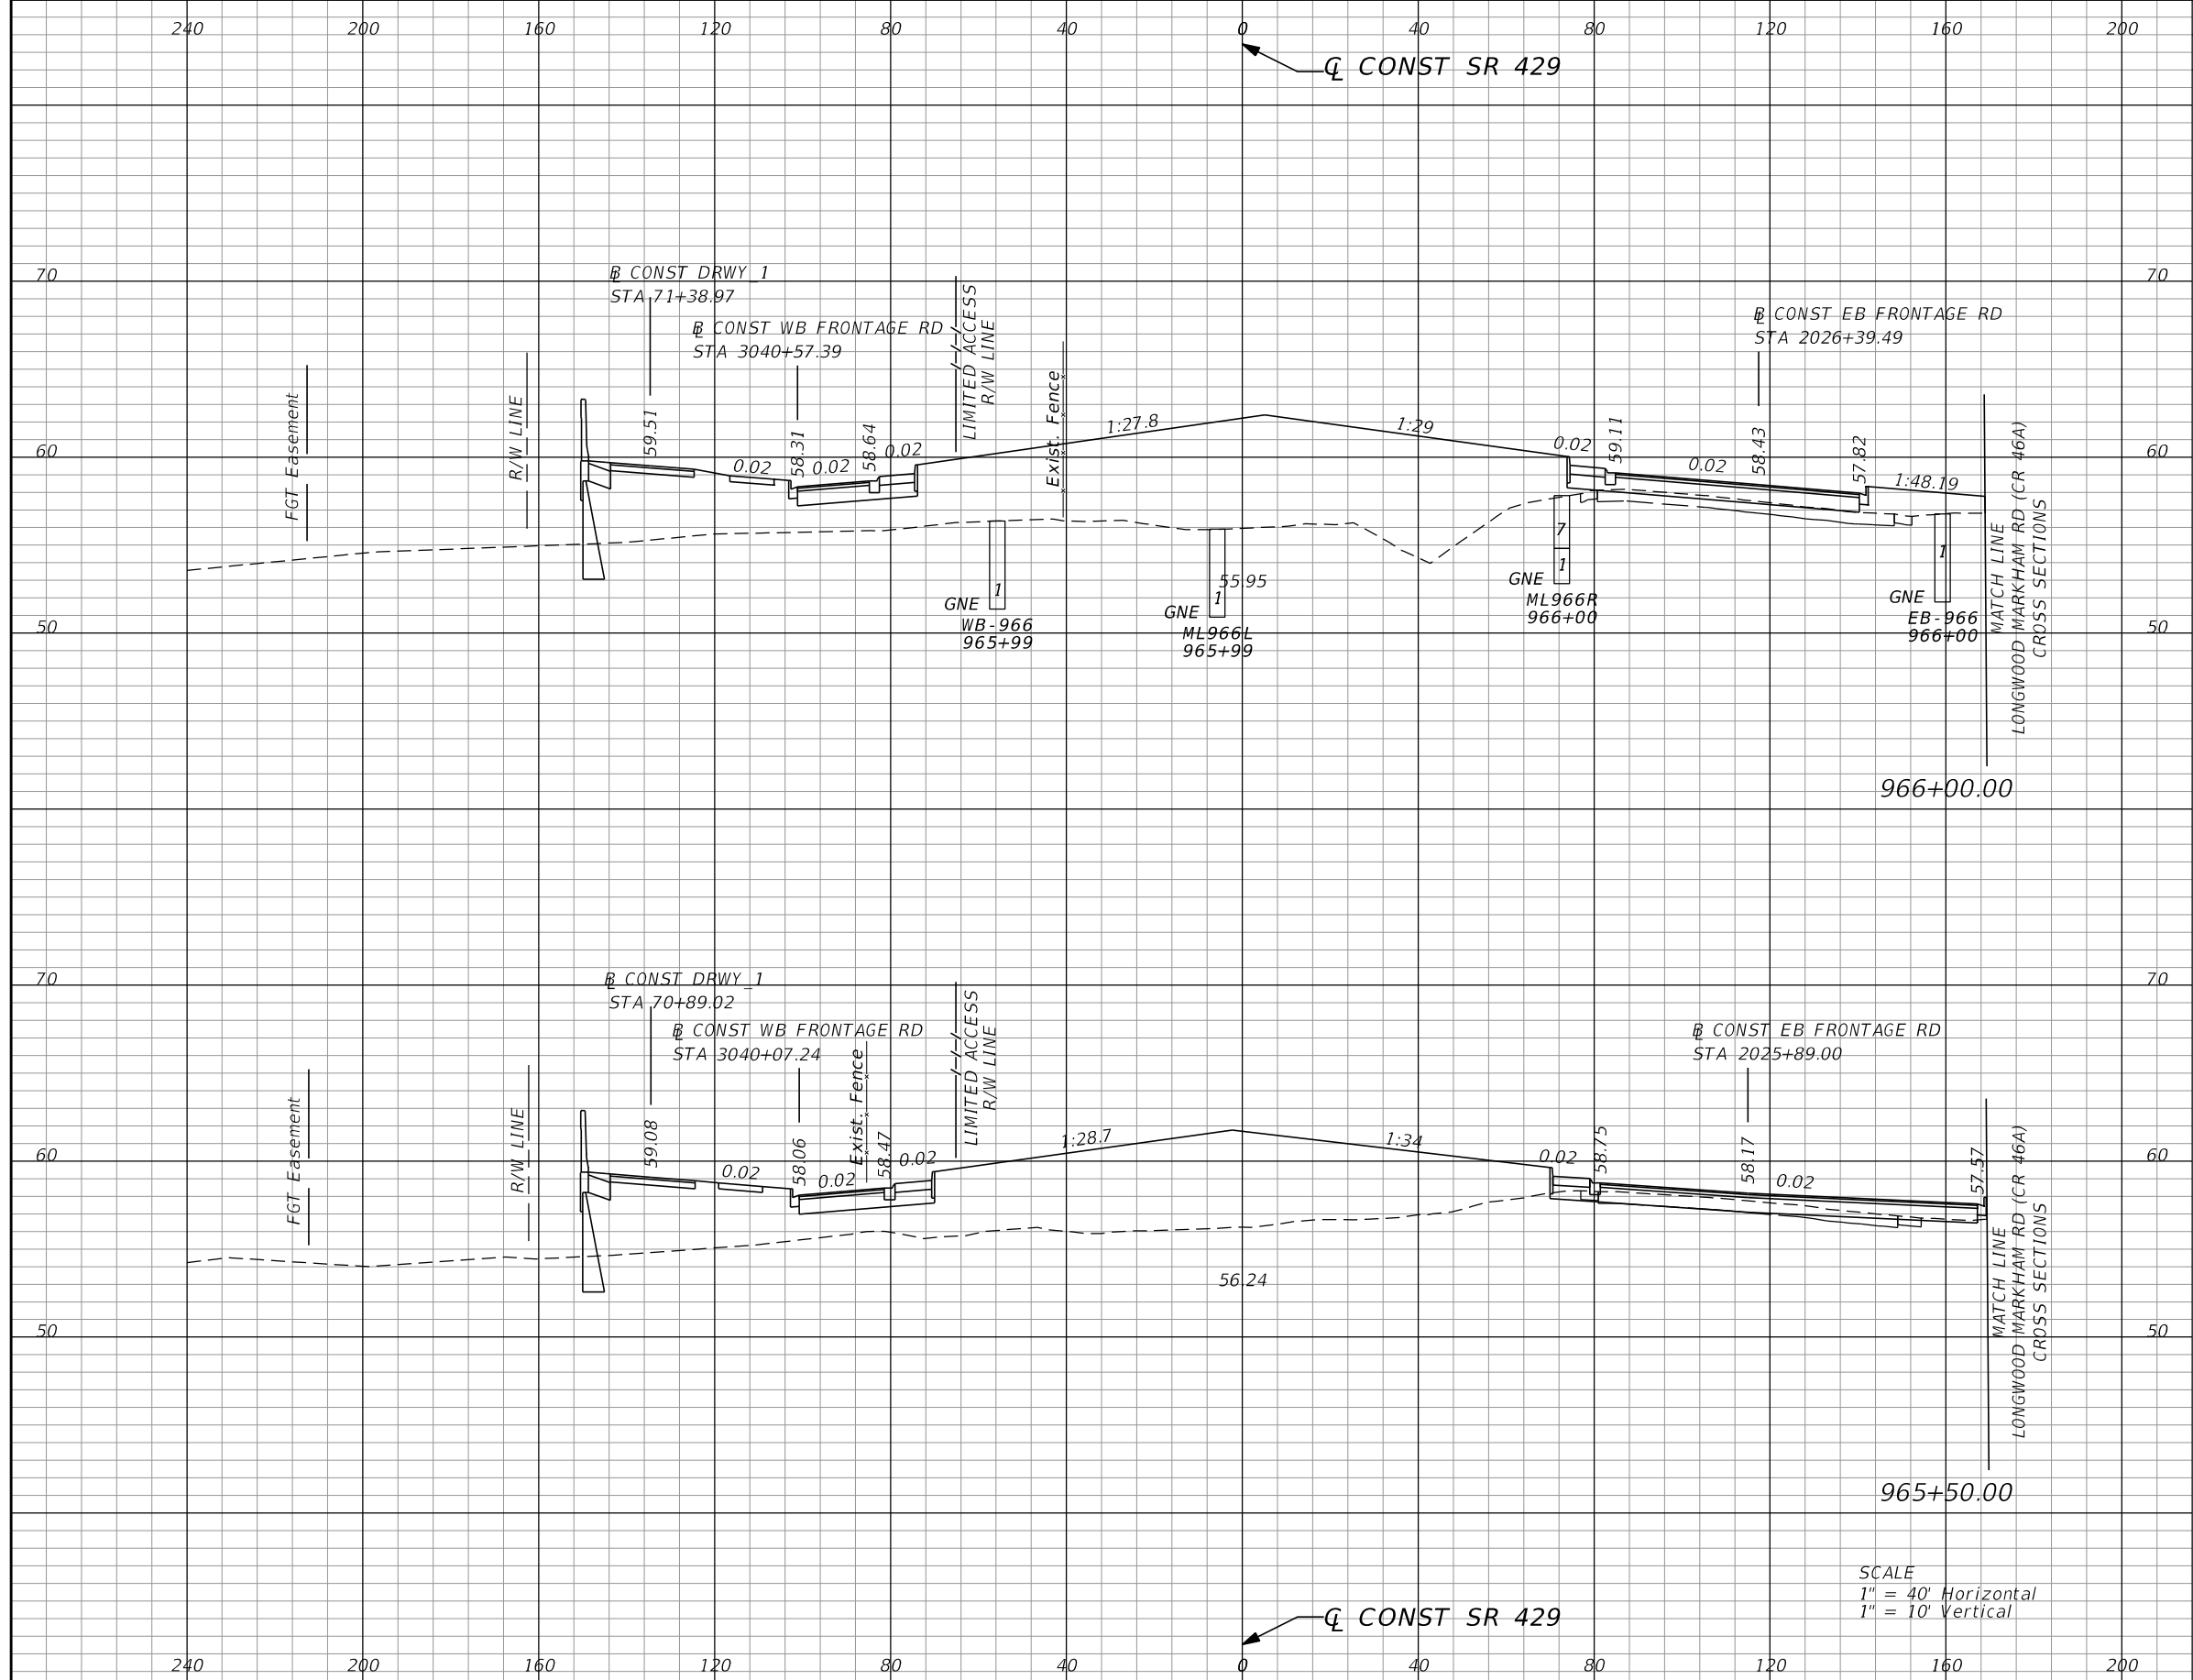 240 200 160 120 80 40 0 40 80 120 160 200
℄ CONST SR 429
70 70
℄ CONST DRWY_1
STA 71+38.97
℄ CONST WB FRONTAGE RD
STA 3040+57.39
LIMITED ACCESS
R/W LINE
℄ CONST EB FRONTAGE RD
STA 2026+39.49
FGT Easement
R/W LINE
Exist. Fence
59.51
0.02
58.31
0.02
58.64
0.02
1:27.8
1:29
0.02
59.11
0.02
58.43
57.82
1:48.19
60 60
7
1
GNE
ML966R
966+00
1
GNE
WB-966
965+99
55.95
1
GNE
ML966L
965+99
1
GNE
EB-966
966+00
MATCH LINE
LONGWOOD MARKHAM RD (CR 46A)
CROSS SECTIONS
50 50
966+00.00
70 70
℄ CONST DRWY_1
STA 70+89.02
℄ CONST WB FRONTAGE RD
STA 3040+07.24
Exist. Fence
LIMITED ACCESS
R/W LINE
℄ CONST EB FRONTAGE RD
STA 2025+89.00
FGT Easement
R/W LINE
59.08
0.02
58.06
0.02
58.47
0.02
1:28.7
1:34
0.02
58.75
58.17
0.02
57.57
60 60
56.24
MATCH LINE
LONGWOOD MARKHAM RD (CR 46A)
CROSS SECTIONS
50 50
965+50.00
SCALE
1" = 40' Horizontal
1" = 10' Vertical
℄ CONST SR 429
240 200 160 120 80 40 0 40 80 120 160 200